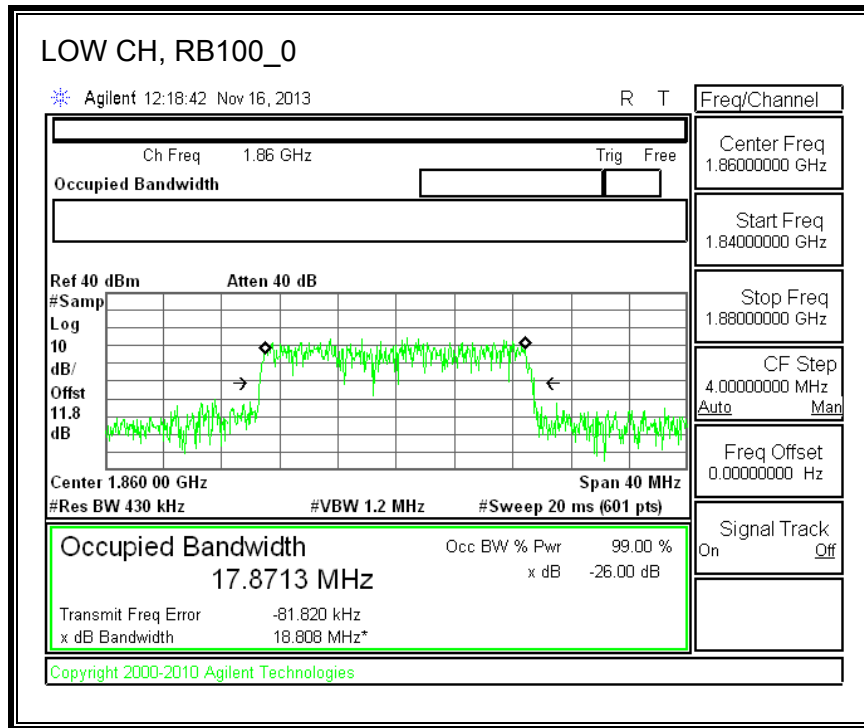 LOW CH, RB100_0
Agilent 12:18:42 Nov 16, 2013 R T
Freq/Channel
Ch Freq 1.86 GHz Trig Free
Occupied Bandwidth
Center Freq
1.86000000 GHz
Start Freq
1.84000000 GHz
Stop Freq
1.88000000 GHz
CF Step
4.00000000 MHz
Auto Man
Freq Offset
0.00000000 Hz
Signal Track
On Off
Ref 40 dBm Atten 40 dB
#Samp
Log
10
dB/
Offst
11.8
dB
Center 1.860 00 GHz Span 40 MHz
#Res BW 430 kHz #VBW 1.2 MHz #Sweep 20 ms (601 pts)
Occupied Bandwidth Occ BW % Pwr 99.00 %
17.8713 MHz x dB -26.00 dB
Transmit Freq Error -81.820 kHz
x dB Bandwidth 18.808 MHz*
Copyright 2000-2010 Agilent Technologies